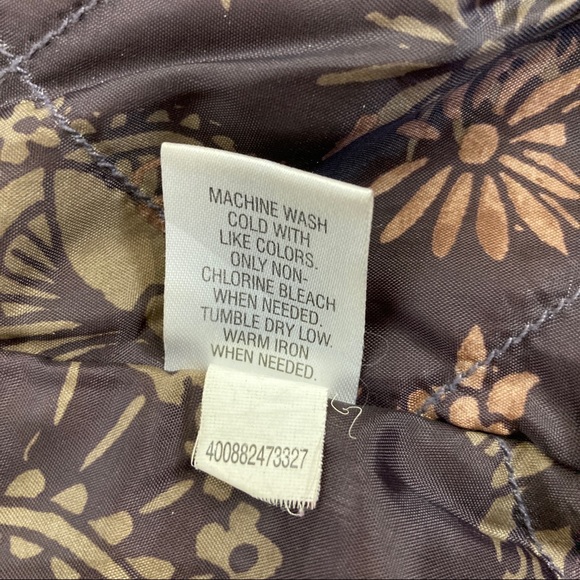 MACHINE WASH
COLD WITH
LIKE COLORS.
ONLY NON-
CHLORINE BLEACH
WHEN NEEDED.
TUMBLE DRY LOW.
WARM IRON
WHEN NEEDED.
400882473327